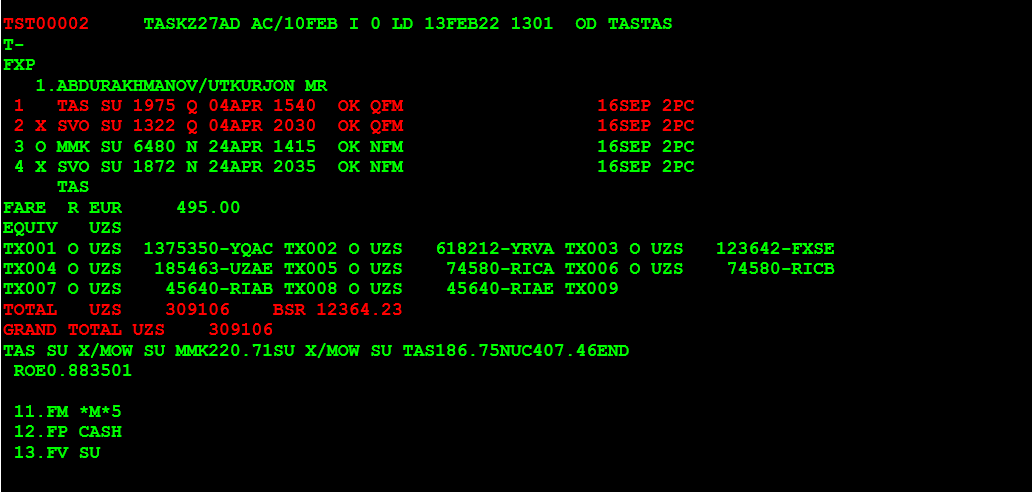 TST00002     TASKZ27AD AC/10FEB I 0 LD 13FEB22 1301  OD TASTAS
T-
FXP
   1.ABDURAKHMANOV/UTKURJON MR
 1   TAS SU 1975 Q 04APR 1540  OK QFM                  16SEP 2PC
 2 X SVO SU 1322 Q 04APR 2030  OK QFM                  16SEP 2PC
 3 O MMK SU 6480 N 24APR 1415  OK NFM                  16SEP 2PC
 4 X SVO SU 1872 N 24APR 2035  OK NFM                  16SEP 2PC
     TAS
FARE  R EUR     495.00
EQUIV   UZS
TX001 O UZS  1375350-YQAC TX002 O UZS   618212-YRVA TX003 O UZS   123642-FXSE
TX004 O UZS   185463-UZAE TX005 O UZS    74580-RICA TX006 O UZS    74580-RICB
TX007 O UZS    45640-RIAB TX008 O UZS    45640-RIAE TX009
TOTAL   UZS    309106    BSR 12364.23
GRAND TOTAL UZS    309106
TAS SU X/MOW SU MMK220.71SU X/MOW SU TAS186.75NUC407.46END
 ROE0.883501
 11.FM *M*5
 12.FP CASH
 13.FV SU